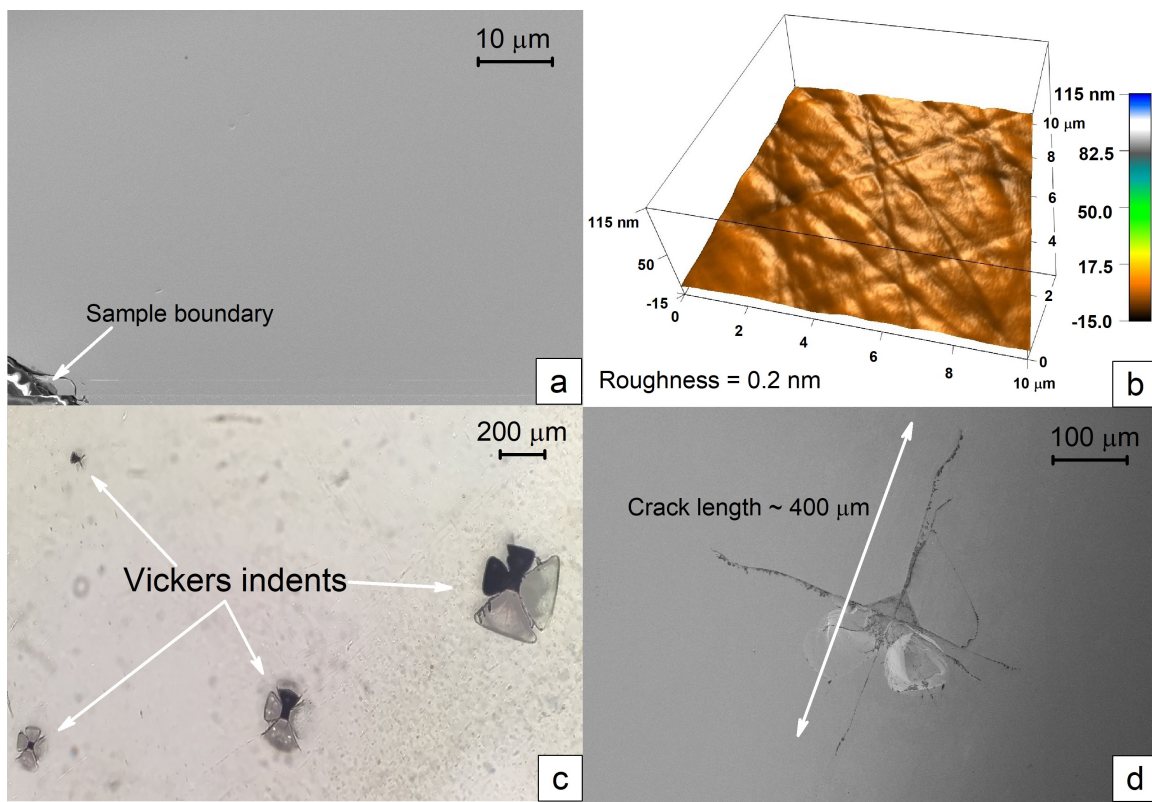 10 μm
Sample boundary
a
115 nm
50
-15
0
2
4
6
8
10 μm
0
2
4
6
8
10 μm
115 nm
82.5
50.0
17.5
-15.0
Roughness = 0.2 nm
b
200 μm
Vickers indents
c
100 μm
Crack length ~ 400 μm
d